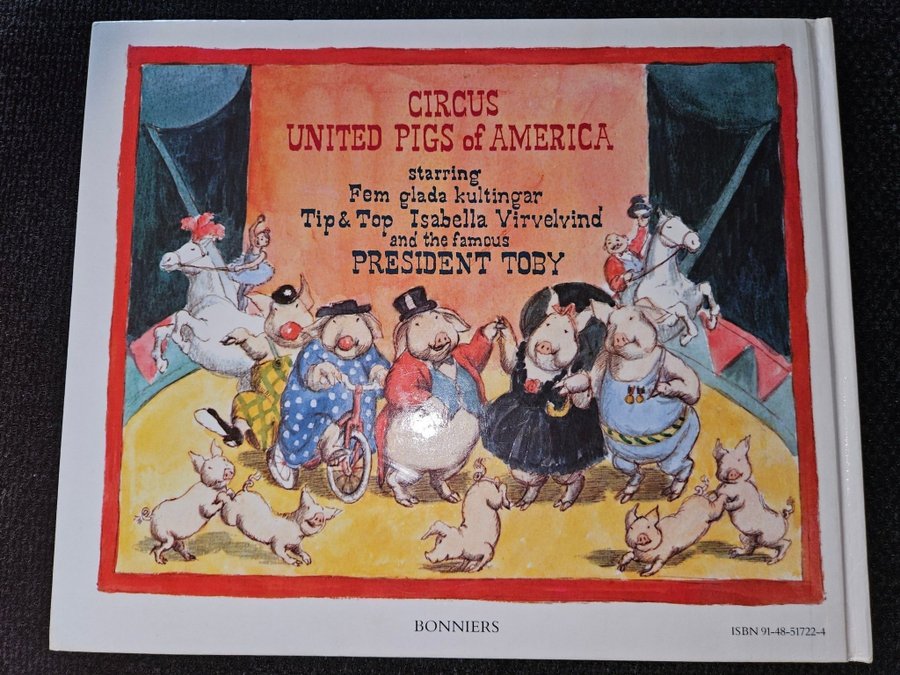 CIRCUS
UNITED PIGS of AMERICA
starring
Fem glada kultingar
Tip & Top Isabella Virvelvind
and the famous
PRESIDENT TOBY
BONNIERS
ISBN 91-48-51722-4